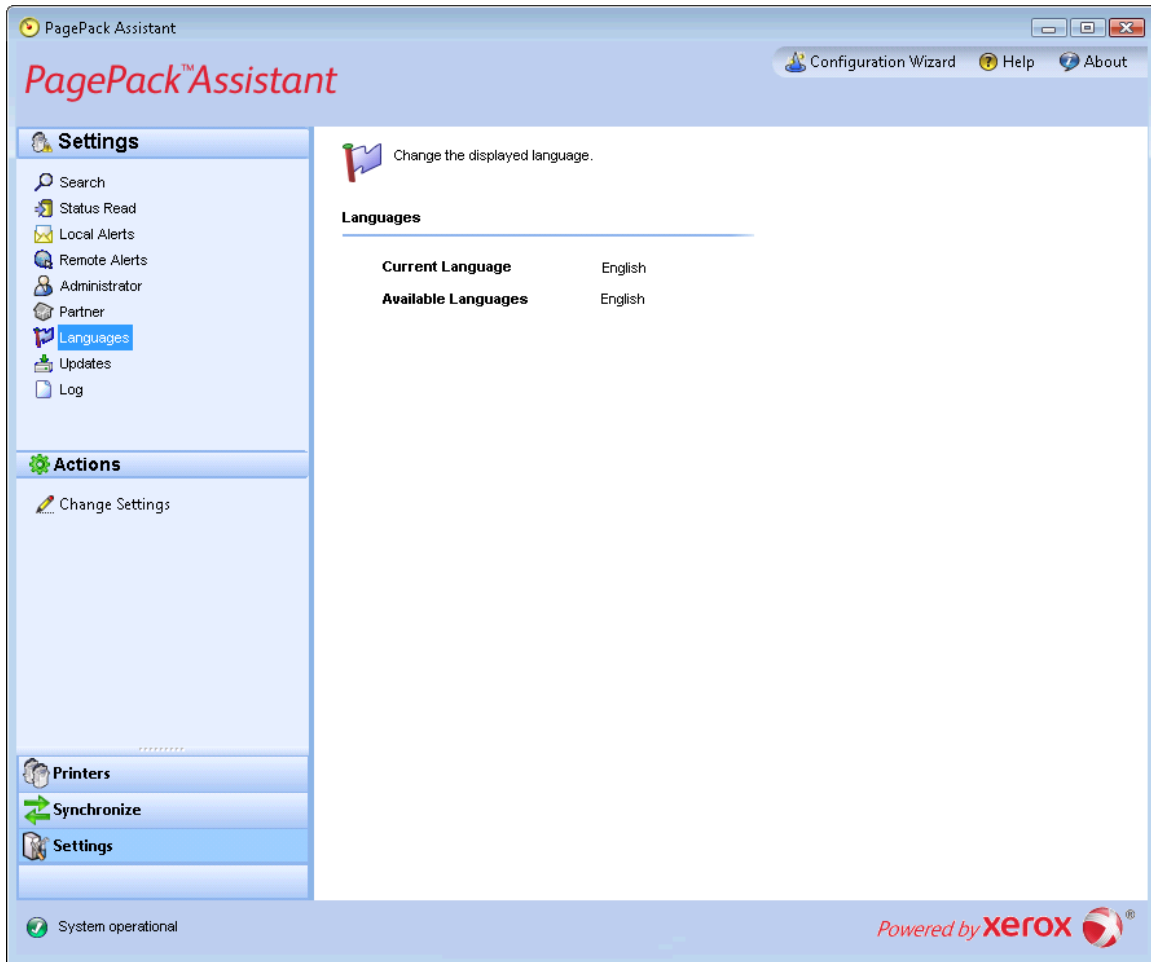 PagePack Assistant
PagePack™Assistant
Configuration Wizard Help About
Settings
Search
Status Read
Local Alerts
Remote Alerts
Administrator
Partner
Languages
Updates
Log
Actions
Change Settings
Printers
Synchronize
Settings
Change the displayed language.
Languages
Current Language English
Available Languages English
System operational
Powered by xerox ®